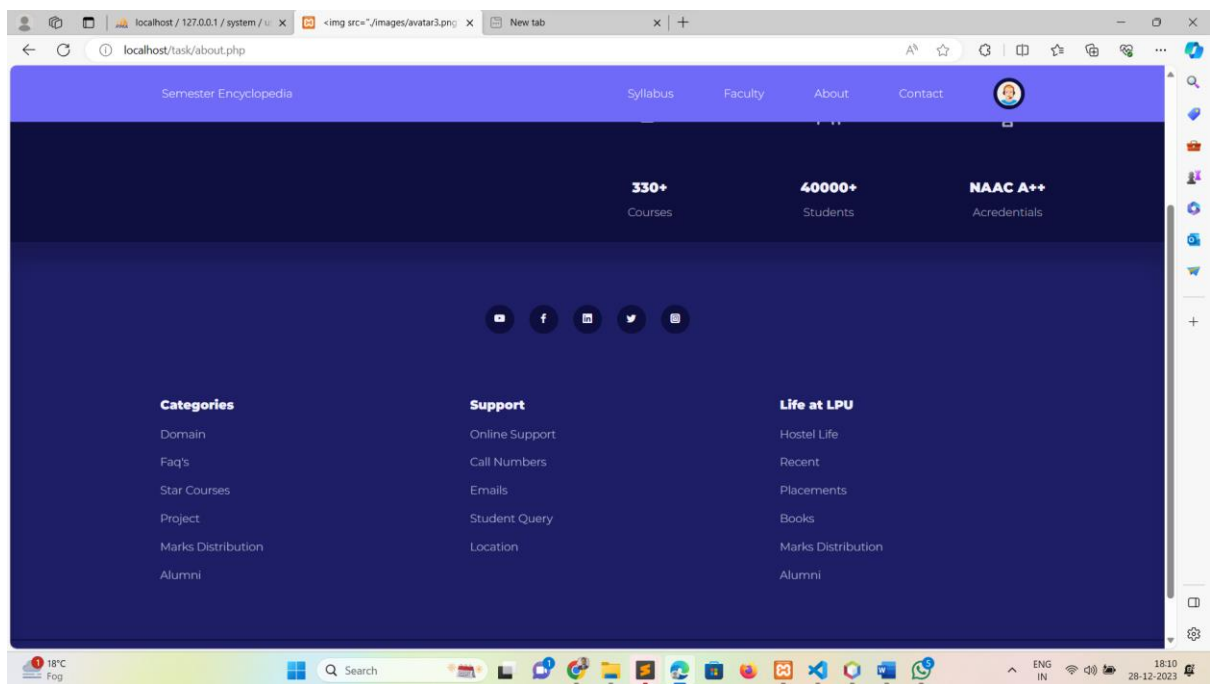 localhost / 127.0.0.1 / system / u
<img src="./images/avatar3.png
New tab
localhost/task/about.php
Semester Encyclopedia
Syllabus
Faculty
About
Contact
330+
40000+
NAAC A++
Courses
Students
Acredentials
Categories
Support
Life at LPU
Domain
Online Support
Hostel Life
Faq's
Call Numbers
Recent
Star Courses
Emails
Placements
Project
Student Query
Books
Marks Distribution
Location
Marks Distribution
Alumni
Alumni
1
18°C
Fog
Search
5
ENG
IN
18:10
28-12-2023